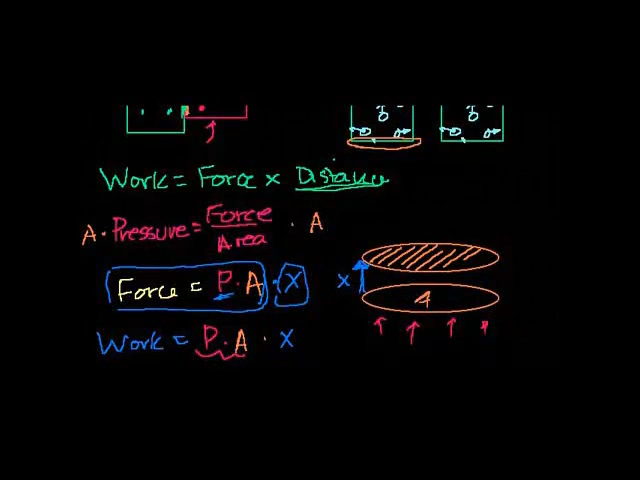 Work = Force x Distance
A · Pressure = Force / Area · A
Force = P · A · X
X
A
Work = P · A · X